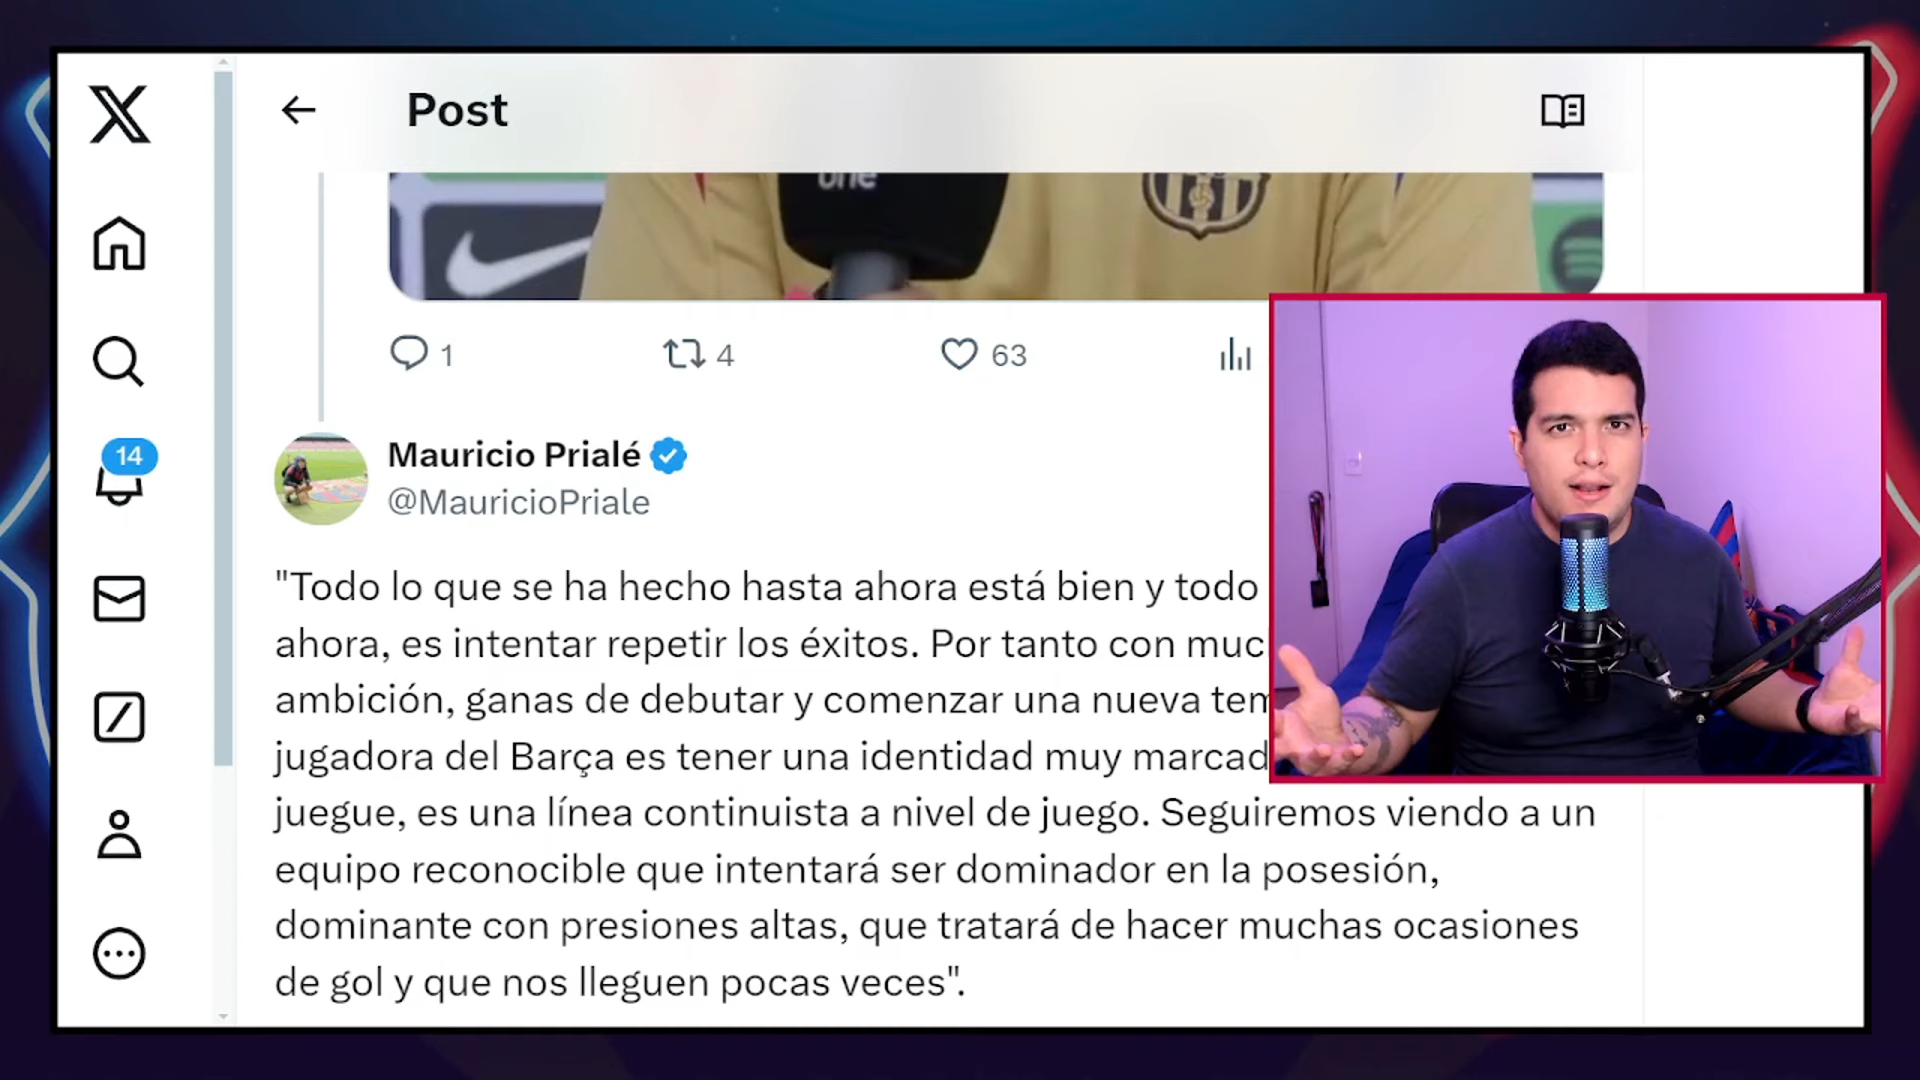 Post
one
1
4
63
14
Mauricio Prialé
@MauricioPriale
"Todo lo que se ha hecho hasta ahora está bien y todo
ahora, es intentar repetir los éxitos. Por tanto con
ambición, ganas de debutar y comenzar una nueva
jugadora del Barça es tener una identidad muy
juegue, es una línea continuista a nivel de juego. Seguiremos viendo a un
equipo reconocible que intentará ser dominador en la posesión,
dominante con presiones altas, que tratará de hacer muchas ocasiones
de gol y que nos lleguen pocas veces".